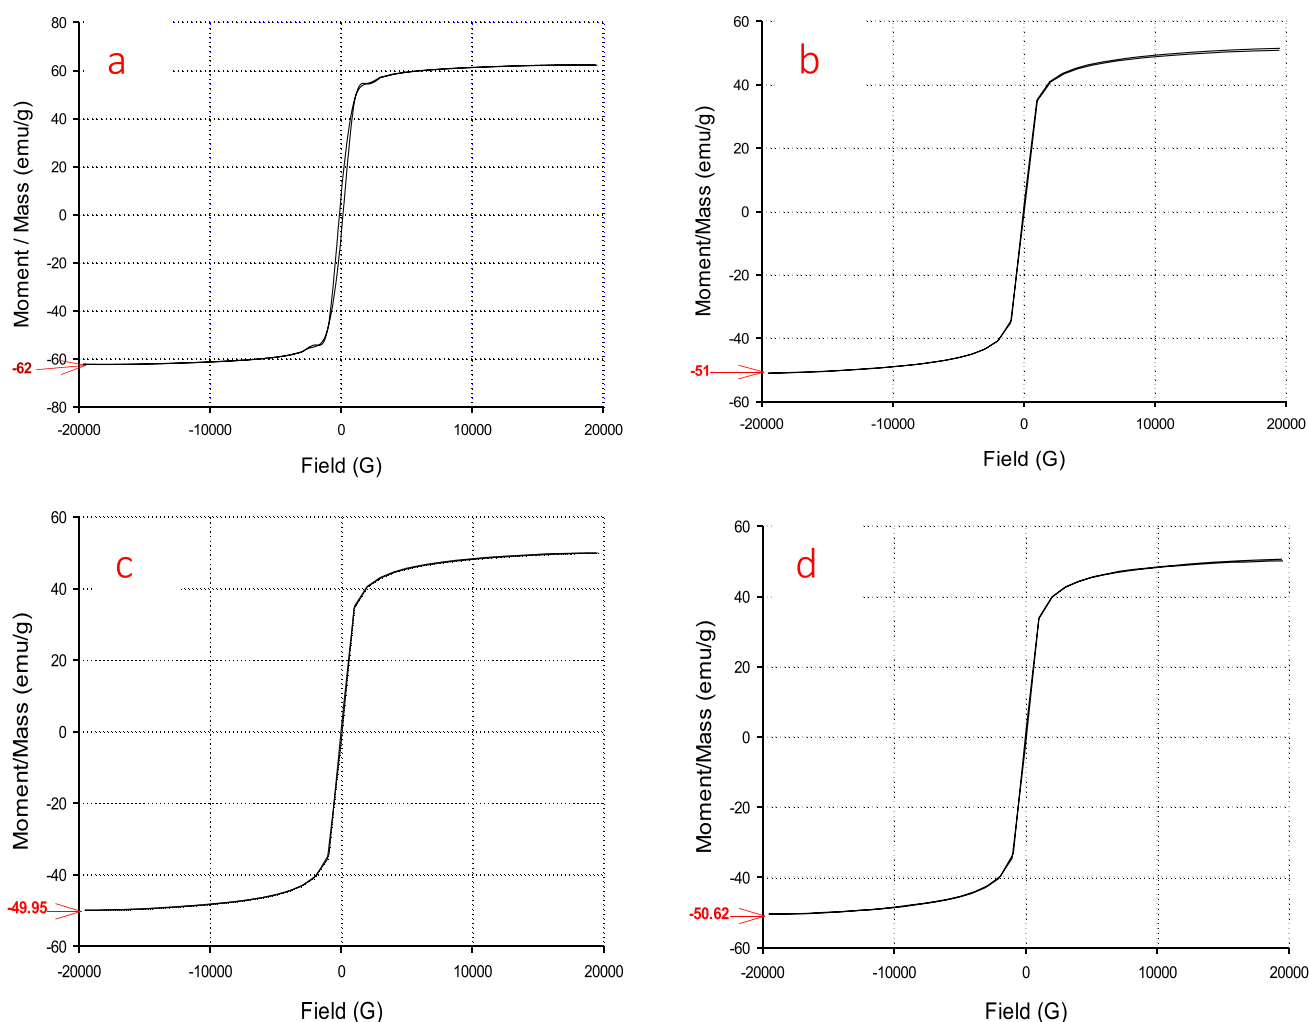 a
Moment / Mass (emu/g)
80
60
40
20
0
-20
-40
-60
-80
-62
-20000 -10000 0 10000 20000
Field (G)
b
Moment/Mass (emu/g)
60
40
20
0
-20
-40
-60
-51
-20000 -10000 0 10000 20000
Field (G)
c
Moment/Mass (emu/g)
60
40
20
0
-20
-40
-60
-49.95
-20000 -10000 0 10000 20000
Field (G)
d
Moment/Mass (emu/g)
60
40
20
0
-20
-40
-60
-50.62
-20000 -10000 0 10000 20000
Field (G)